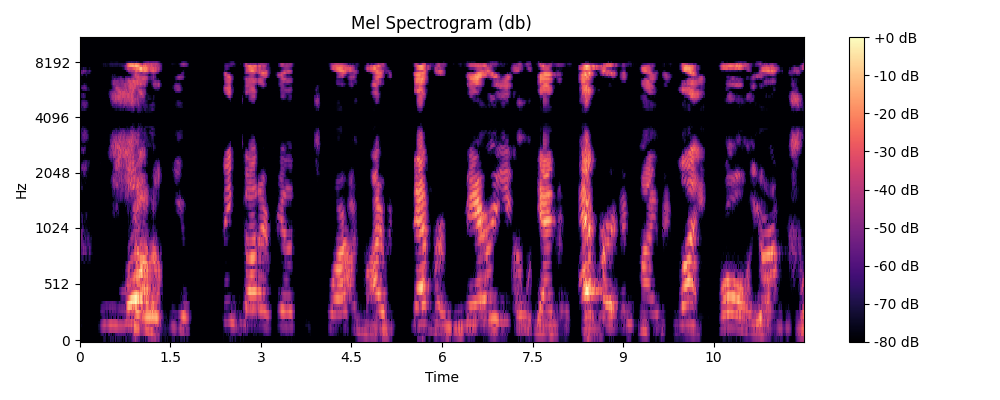 Mel Spectrogram (db)
8192
4096
2048
1024
512
0
Hz
0 1.5 3 4.5 6 7.5 9 10
Time
+0 dB
-10 dB
-20 dB
-30 dB
-40 dB
-50 dB
-60 dB
-70 dB
-80 dB